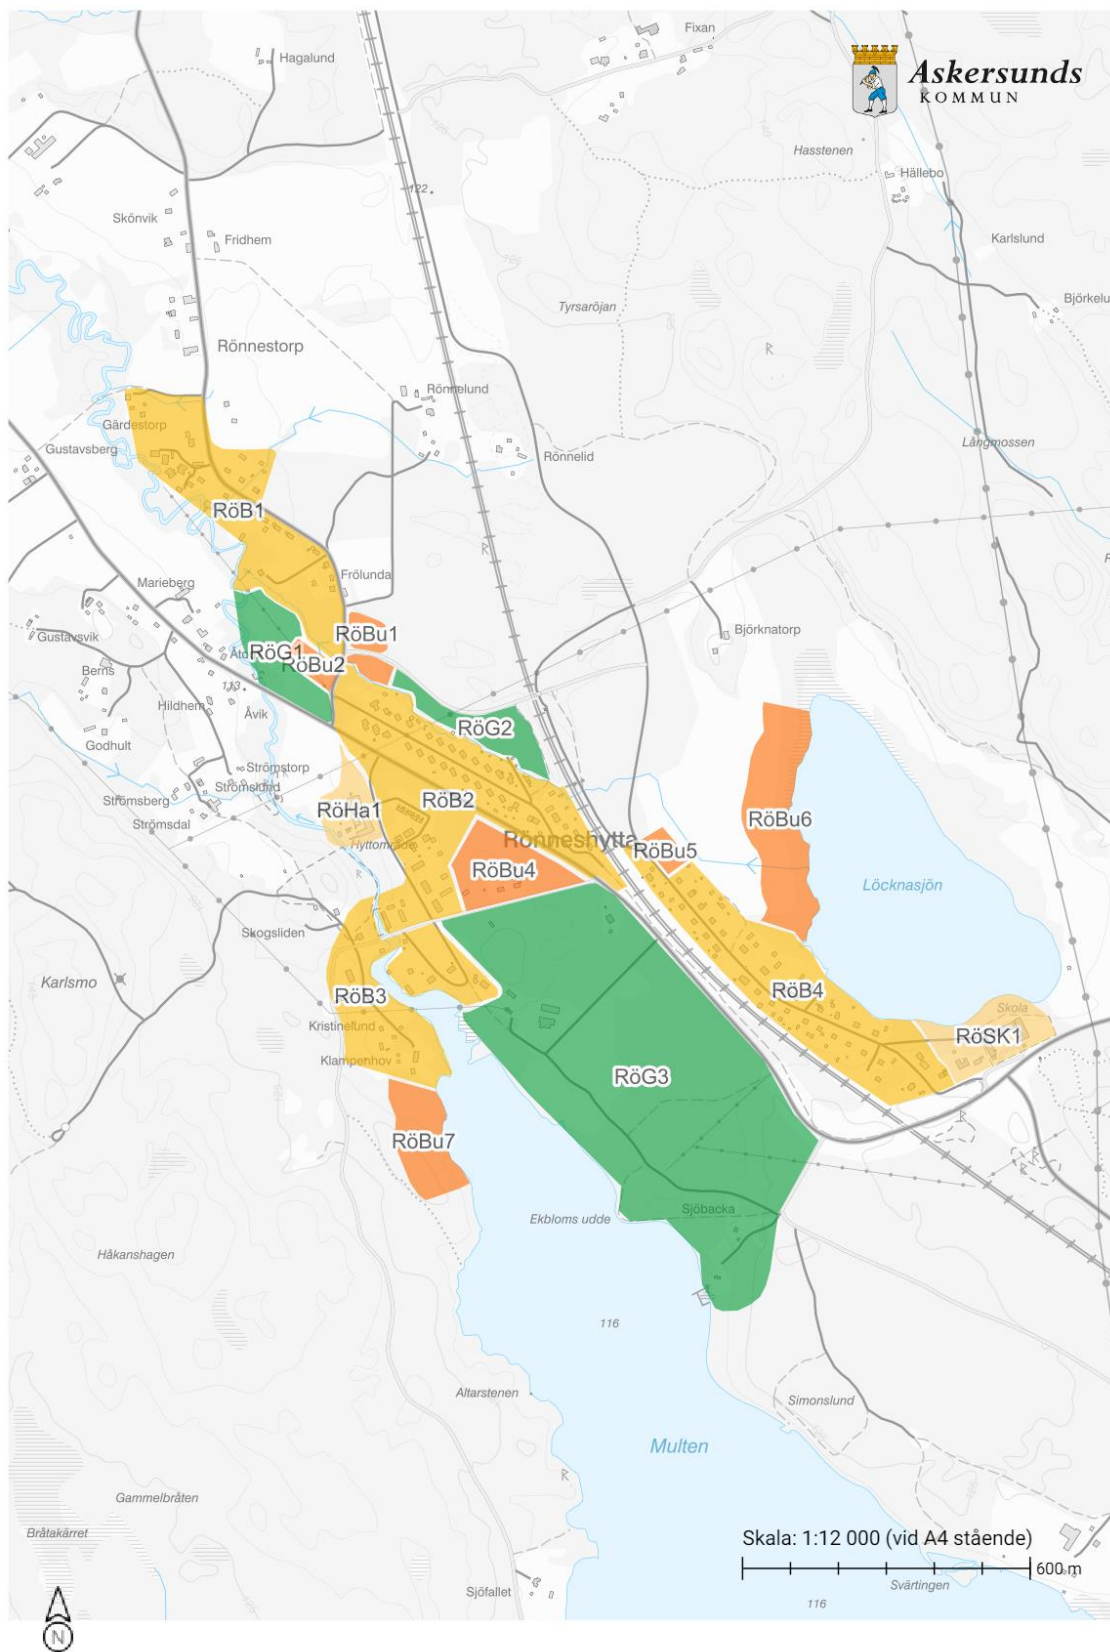 Fixan
Hagalund
Askersunds
KOMMUN
Hasstenen
Hällebo
122
Skönvik
Fridhem
Karlslund
Björkelu
Tyrsaröjan
Rönnestorp
Rönnelund
Gärdestorp
Gustavsberg
Rönnelid
Långmossen
RöB1
Marieberg
Frölunda
Gustavsvik
RöBu1
Björknatorp
RöG1
RöBu2
Berns
113
Hildhem
Åvik
RöG2
Godhult
Strömstorp
Strömslund
Strömsberg
RöHa1
RöB2
RöBu6
Strömsdal
Rönneshytta
Hyttområde
RöBu5
RöBu4
Löcknasjön
Skogsliden
Karlsmo
RöB3
RöB4
Skola
Kristinelund
RöSK1
Klampenhov
RöG3
RöBu7
Ekbloms udde
Sjöbacka
Håkanshagen
116
Altarstenen
Simonslund
Multen
Gammelbråten
Bråtakärret
Skala: 1:12 000 (vid A4 stående)
600 m
Sjöfallet
Svärtingen
116
N